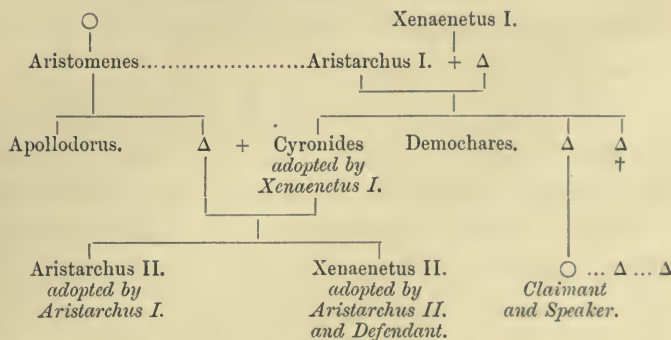 ○ Xenaenetus I.
Aristomenes........................Aristarchus I. + Δ
Apollodorus. Δ + Cyronides Demochares. Δ Δ
adopted by †
Xenaenetus I.
Aristarchus II. Xenaenetus II. ○ ... Δ ... Δ
adopted by adopted by Claimant
Aristarchus I. Aristarchus II. and Speaker.
and Defendant.